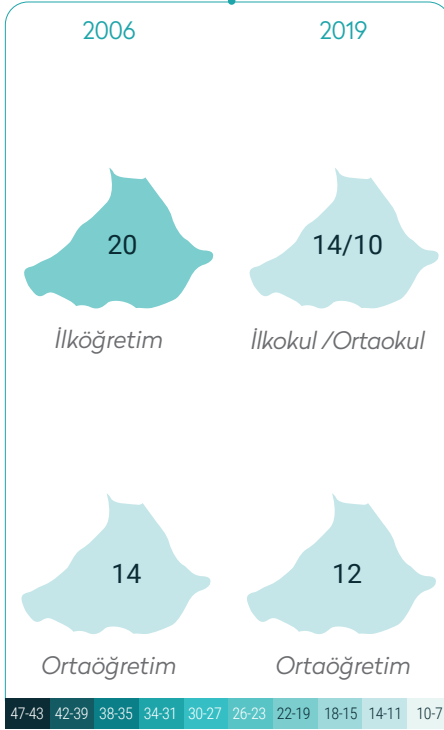 2006 2019
20 14/10
İlköğretim İlkokul /Ortaokul
14 12
Ortaöğretim Ortaöğretim
47-43 42-39 38-35 34-31 30-27 26-23 22-19 18-15 14-11 10-7